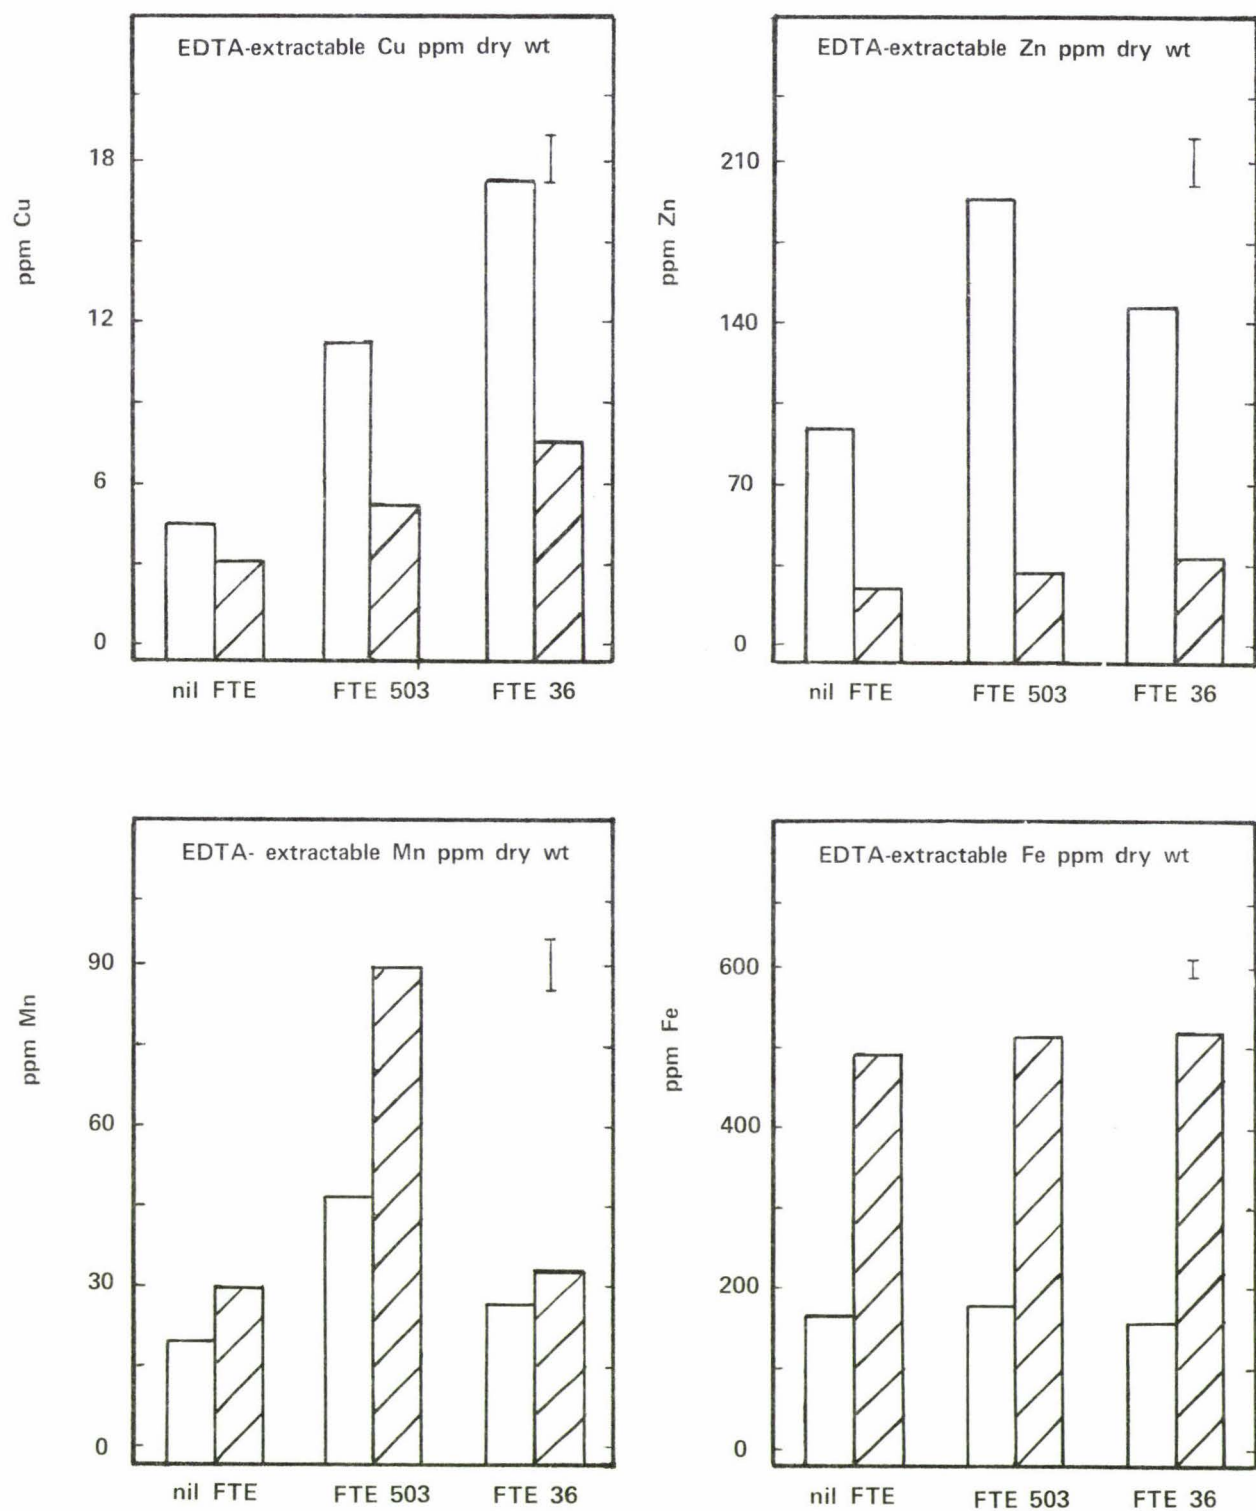 EDTA-extractable Cu ppm dry wt
ppm Cu
18
12
6
0
nil FTE FTE 503 FTE 36
EDTA-extractable Zn ppm dry wt
ppm Zn
210
140
70
0
nil FTE FTE 503 FTE 36
EDTA- extractable Mn ppm dry wt
ppm Mn
90
60
30
0
nil FTE FTE 503 FTE 36
EDTA-extractable Fe ppm dry wt
ppm Fe
600
400
200
0
nil FTE FTE 503 FTE 36